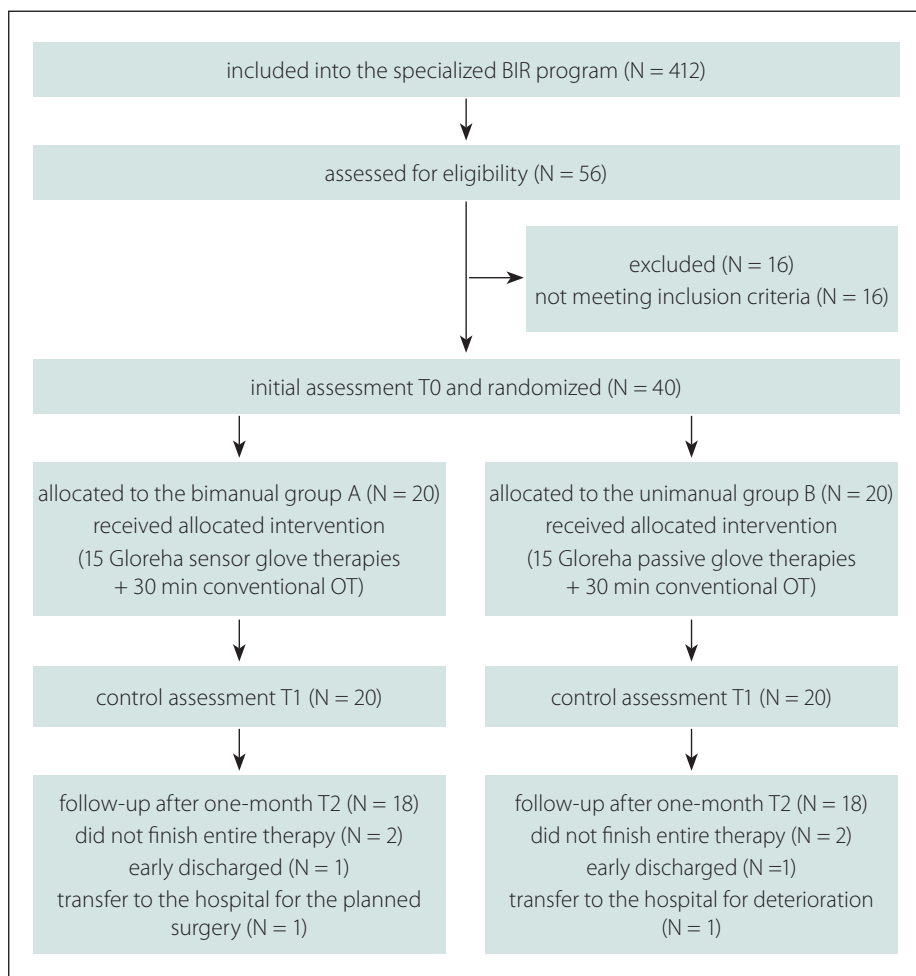 included into the specialized BIR program (N = 412)
assessed for eligibility (N = 56)
excluded (N = 16)
not meeting inclusion criteria (N = 16)
initial assessment T0 and randomized (N = 40)
allocated to the bimanual group A (N = 20)
received allocated intervention
(15 Gloreha sensor glove therapies
+ 30 min conventional OT)
allocated to the unimanual group B (N = 20)
received allocated intervention
(15 Gloreha passive glove therapies
+ 30 min conventional OT)
control assessment T1 (N = 20)
control assessment T1 (N = 20)
follow-up after one-month T2 (N = 18)
did not finish entire therapy (N = 2)
early discharged (N = 1)
transfer to the hospital for the planned
surgery (N = 1)
follow-up after one-month T2 (N = 18)
did not finish entire therapy (N = 2)
early discharged (N =1)
transfer to the hospital for deterioration
(N = 1)